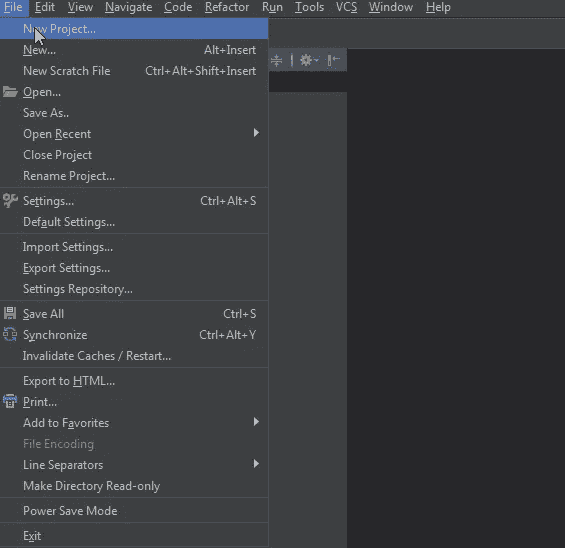 File Edit View Navigate Code Refactor Run Tools VCS Window Help
New Project...
New... Alt+Insert
New Scratch File Ctrl+Alt+Shift+Insert
Open...
Save As..
Open Recent
Close Project
Rename Project...
Settings... Ctrl+Alt+S
Default Settings...
Import Settings...
Export Settings...
Settings Repository...
Save All Ctrl+S
Synchronize Ctrl+Alt+Y
Invalidate Caches / Restart...
Export to HTML...
Print...
Add to Favorites
File Encoding
Line Separators
Make Directory Read-only
Power Save Mode
Exit